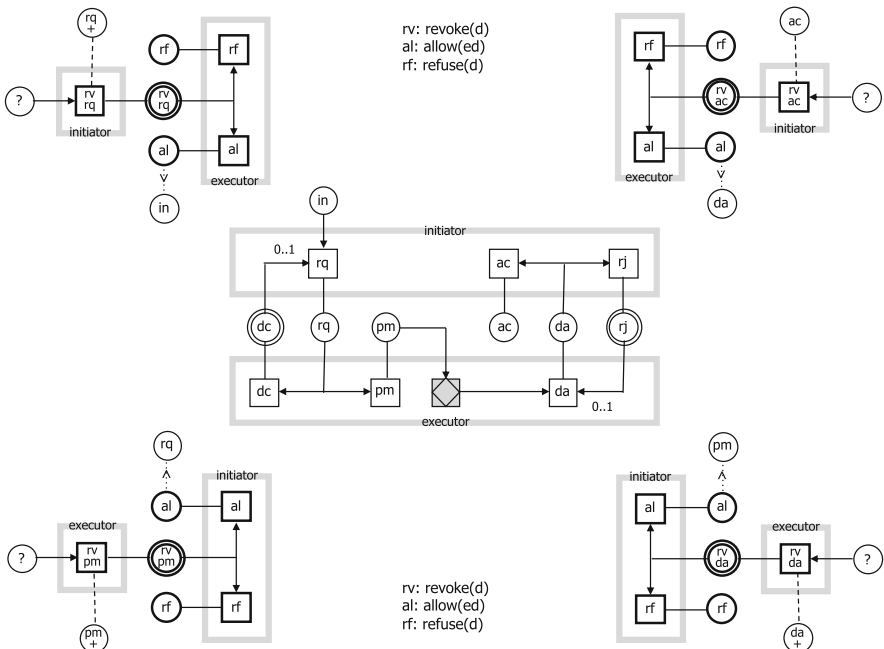 rq
+
rf
rf
?
rv
rq
rv
rq
initiator
al
al
executor
in
rv: revoke(d)
al: allow(ed)
rf: refuse(d)
ac
rf
rf
rv
ac
rv
ac
?
initiator
al
al
executor
da
in
initiator
0..1
rq
ac
rj
dc
rq
pm
ac
da
rj
dc
pm
da
0..1
executor
rq
initiator
al
al
executor
?
rv
pm
rv
pm
rf
rf
pm
+
rv: revoke(d)
al: allow(ed)
rf: refuse(d)
pm
initiator
al
al
executor
rv
da
rv
da
?
rf
rf
da
+